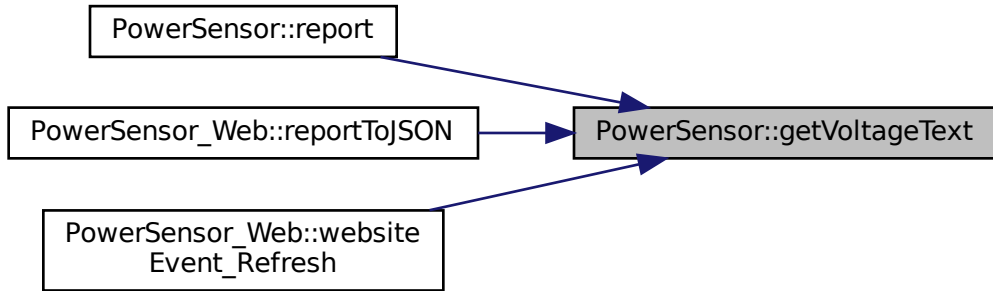 PowerSensor::report
PowerSensor_Web::reportToJSON
PowerSensor::getVoltageText
PowerSensor_Web::website
Event_Refresh